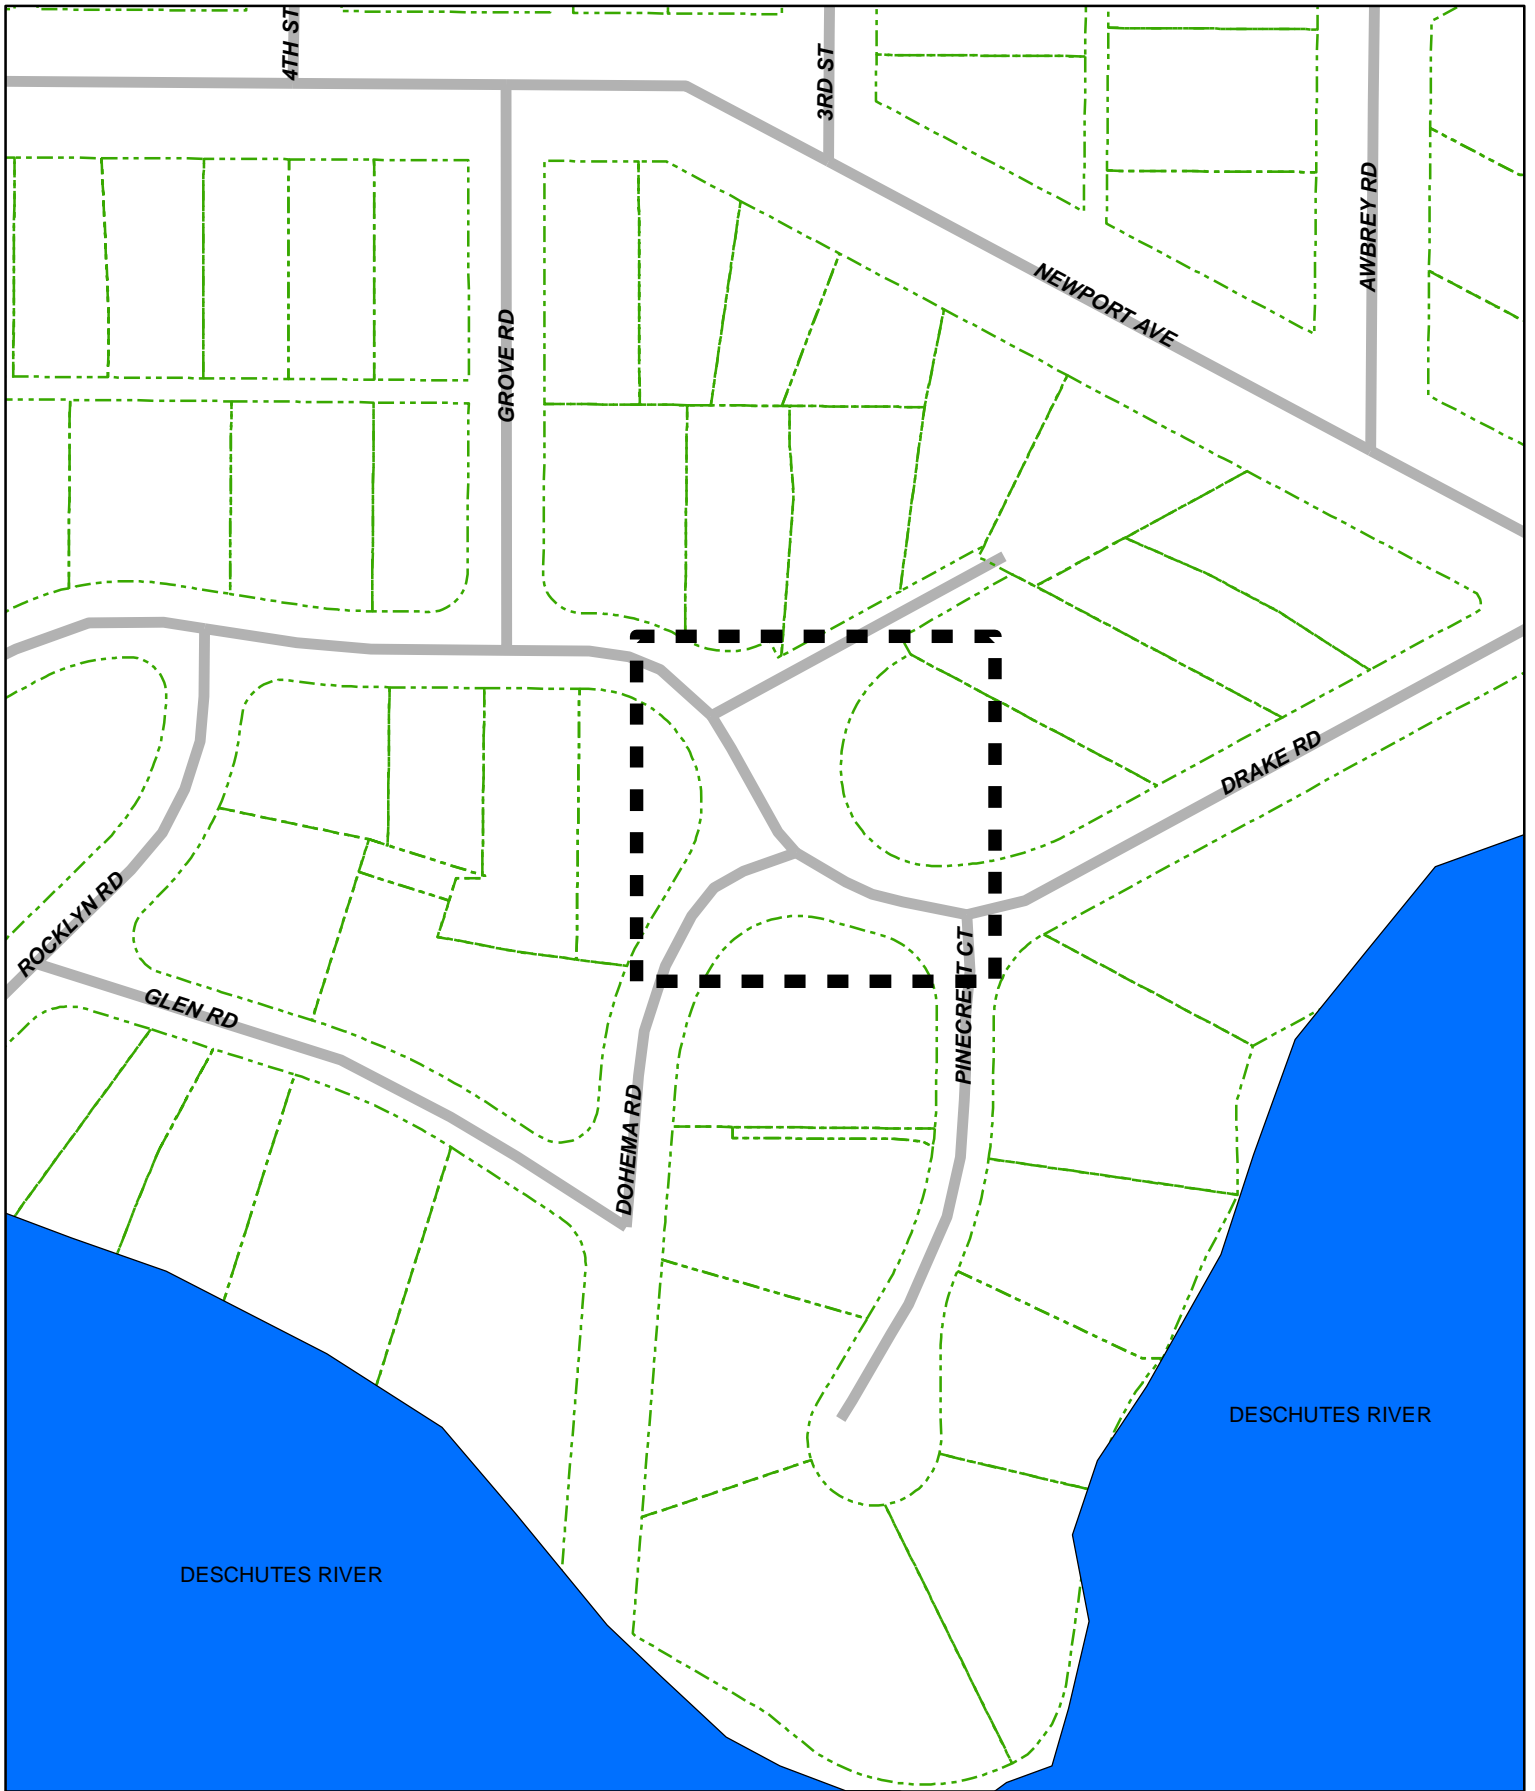 4TH ST
3RD ST
AWBREY RD
NEWPORT AVE
GROVE RD
DRAKE RD
ROCKLYN RD
PINECREST CT
GLEN RD
DOHEMA RD
DESCHUTES RIVER
DESCHUTES RIVER